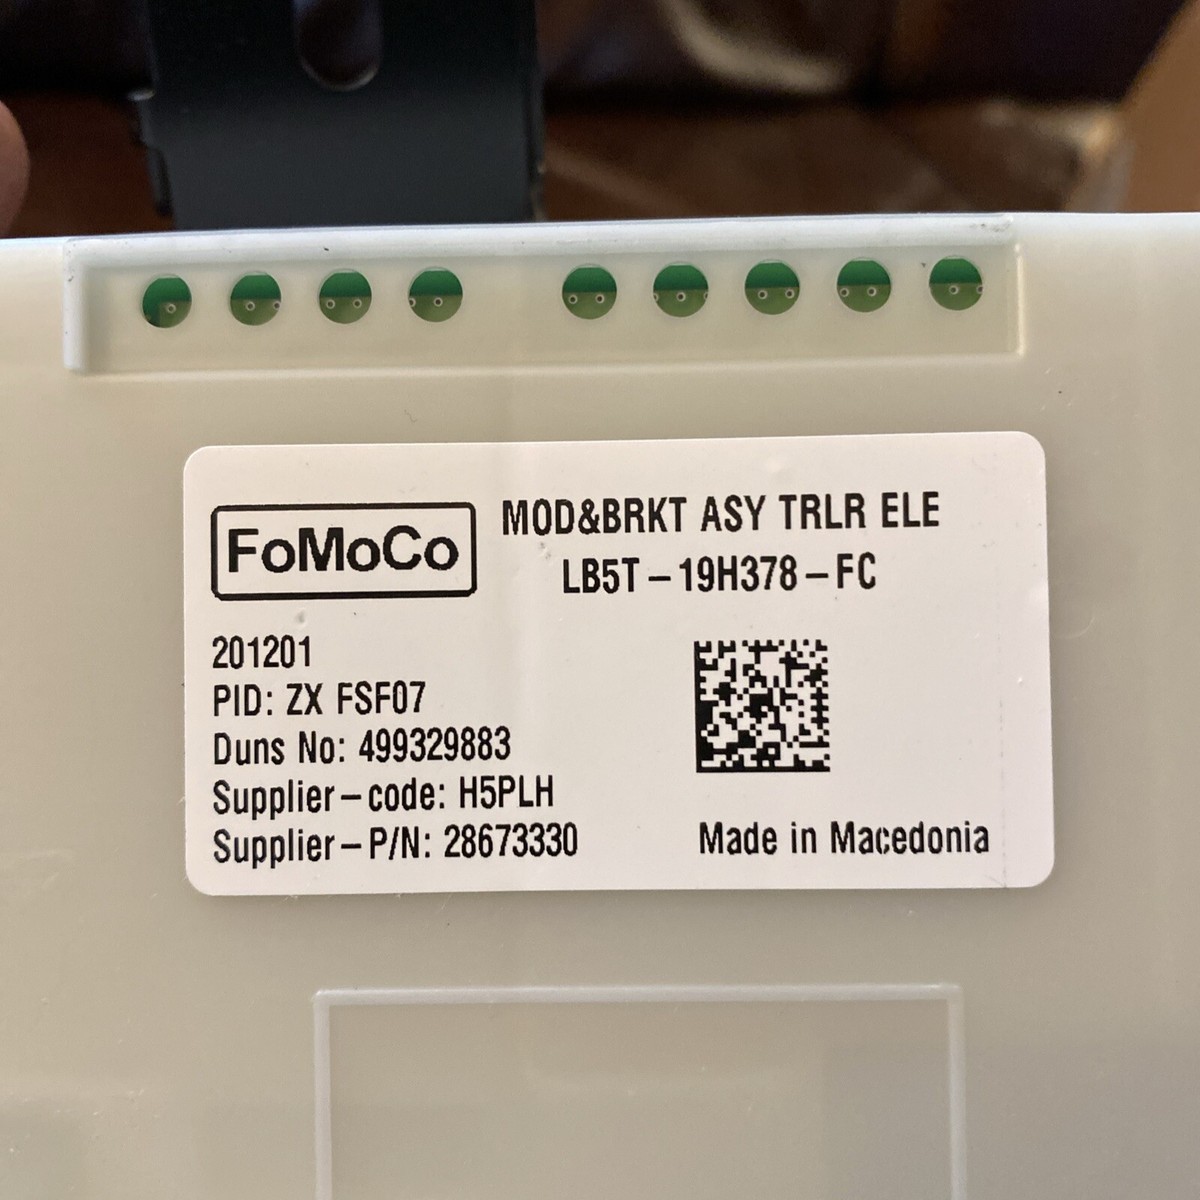 FoMoCo
MOD&BRKT ASY TRLR ELE
LB5T-19H378-FC
201201
PID: ZX FSF07
Duns No: 499329883
Supplier-code: H5PLH
Supplier-P/N: 28673330
Made in Macedonia